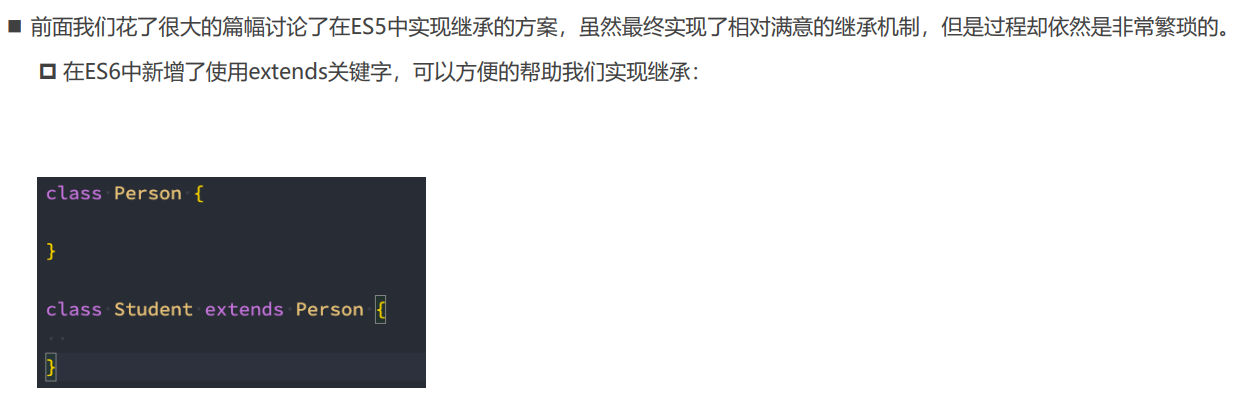 ■ 前面我们花了很大的篇幅讨论了在ES5中实现继承的方案，虽然最终实现了相对满意的继承机制，但是过程却依然是非常繁琐的。
在ES6中新增了使用extends关键字，可以方便的帮助我们实现继承：
class Person {
}
class Student extends Person {
}